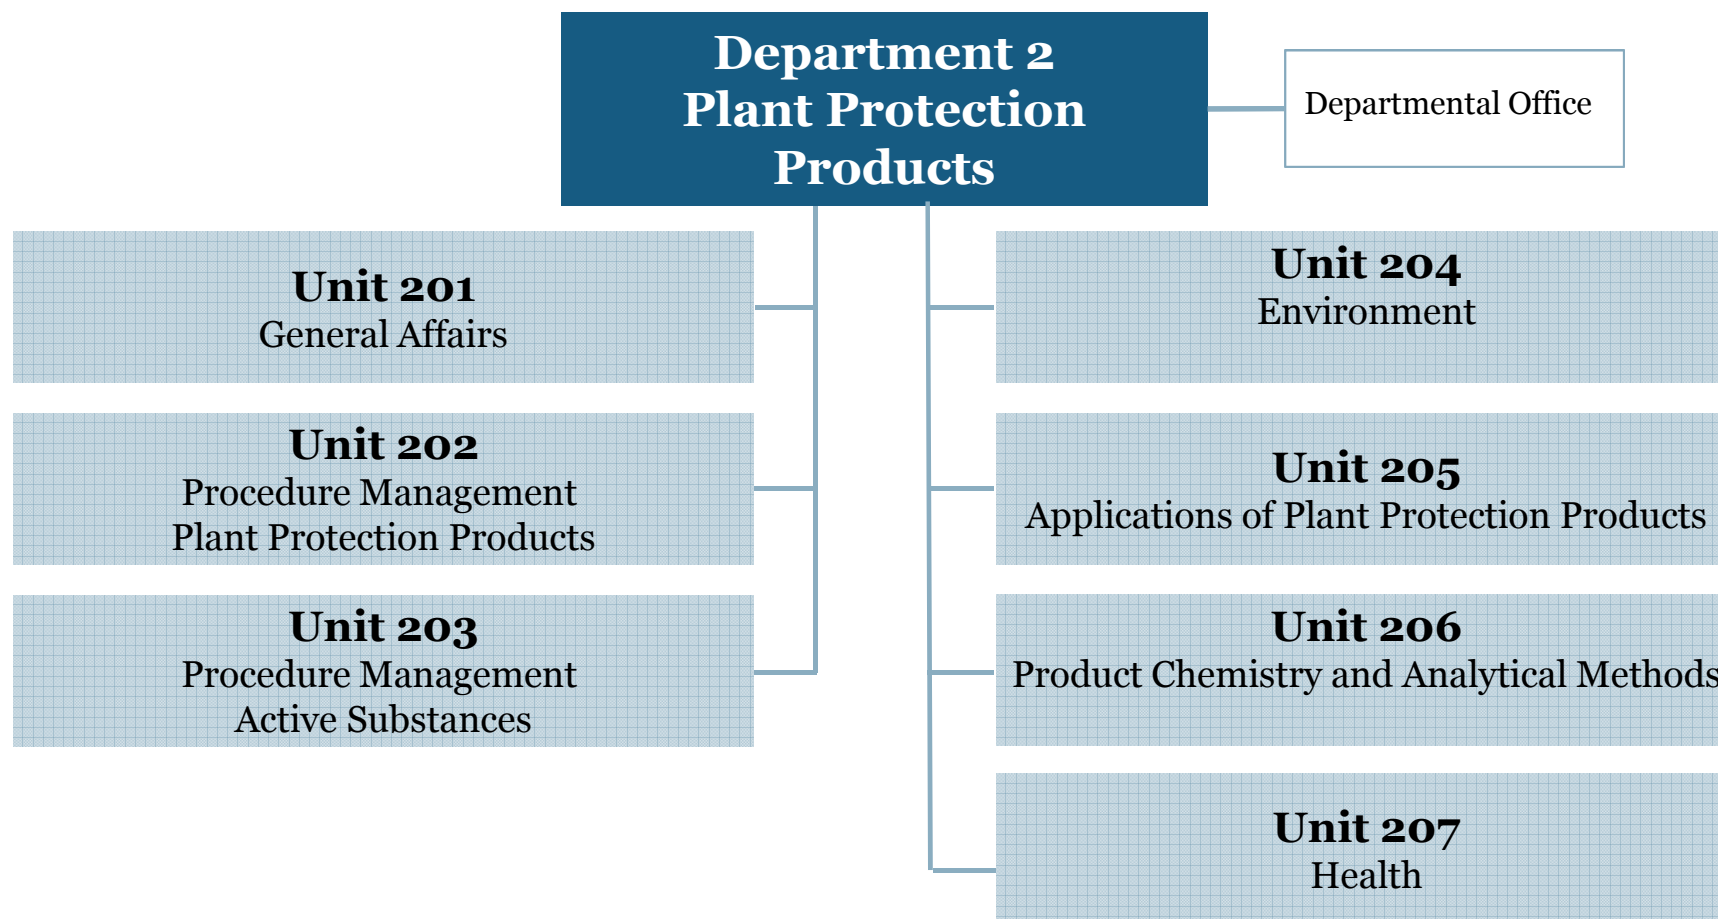 Department 2
Plant Protection
Products
Departmental Office
Unit 201
General Affairs
Unit 202
Procedure Management
Plant Protection Products
Unit 203
Procedure Management
Active Substances
Unit 204
Environment
Unit 205
Applications of Plant Protection Products
Unit 206
Product Chemistry and Analytical Methods
Unit 207
Health